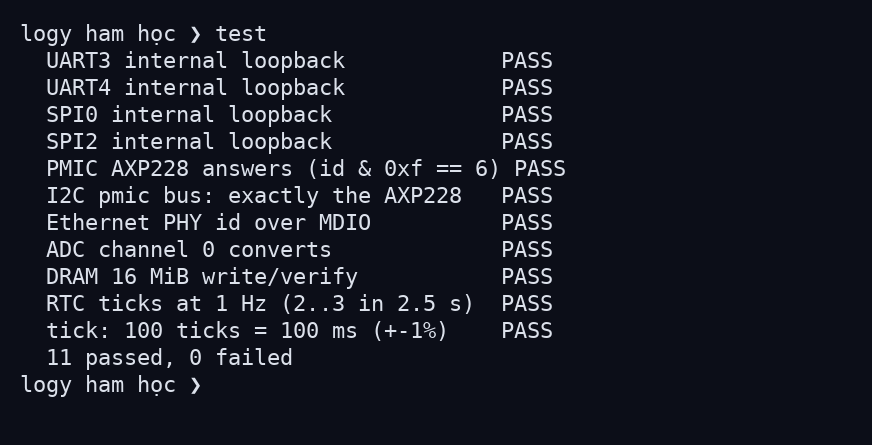 logy ham học ❯ test
  UART3 internal loopback            PASS
  UART4 internal loopback            PASS
  SPI0 internal loopback             PASS
  SPI2 internal loopback             PASS
  PMIC AXP228 answers (id & 0xf == 6) PASS
  I2C pmic bus: exactly the AXP228   PASS
  Ethernet PHY id over MDIO          PASS
  ADC channel 0 converts             PASS
  DRAM 16 MiB write/verify           PASS
  RTC ticks at 1 Hz (2..3 in 2.5 s)  PASS
  tick: 100 ticks = 100 ms (+-1%)    PASS
  11 passed, 0 failed
logy ham học ❯